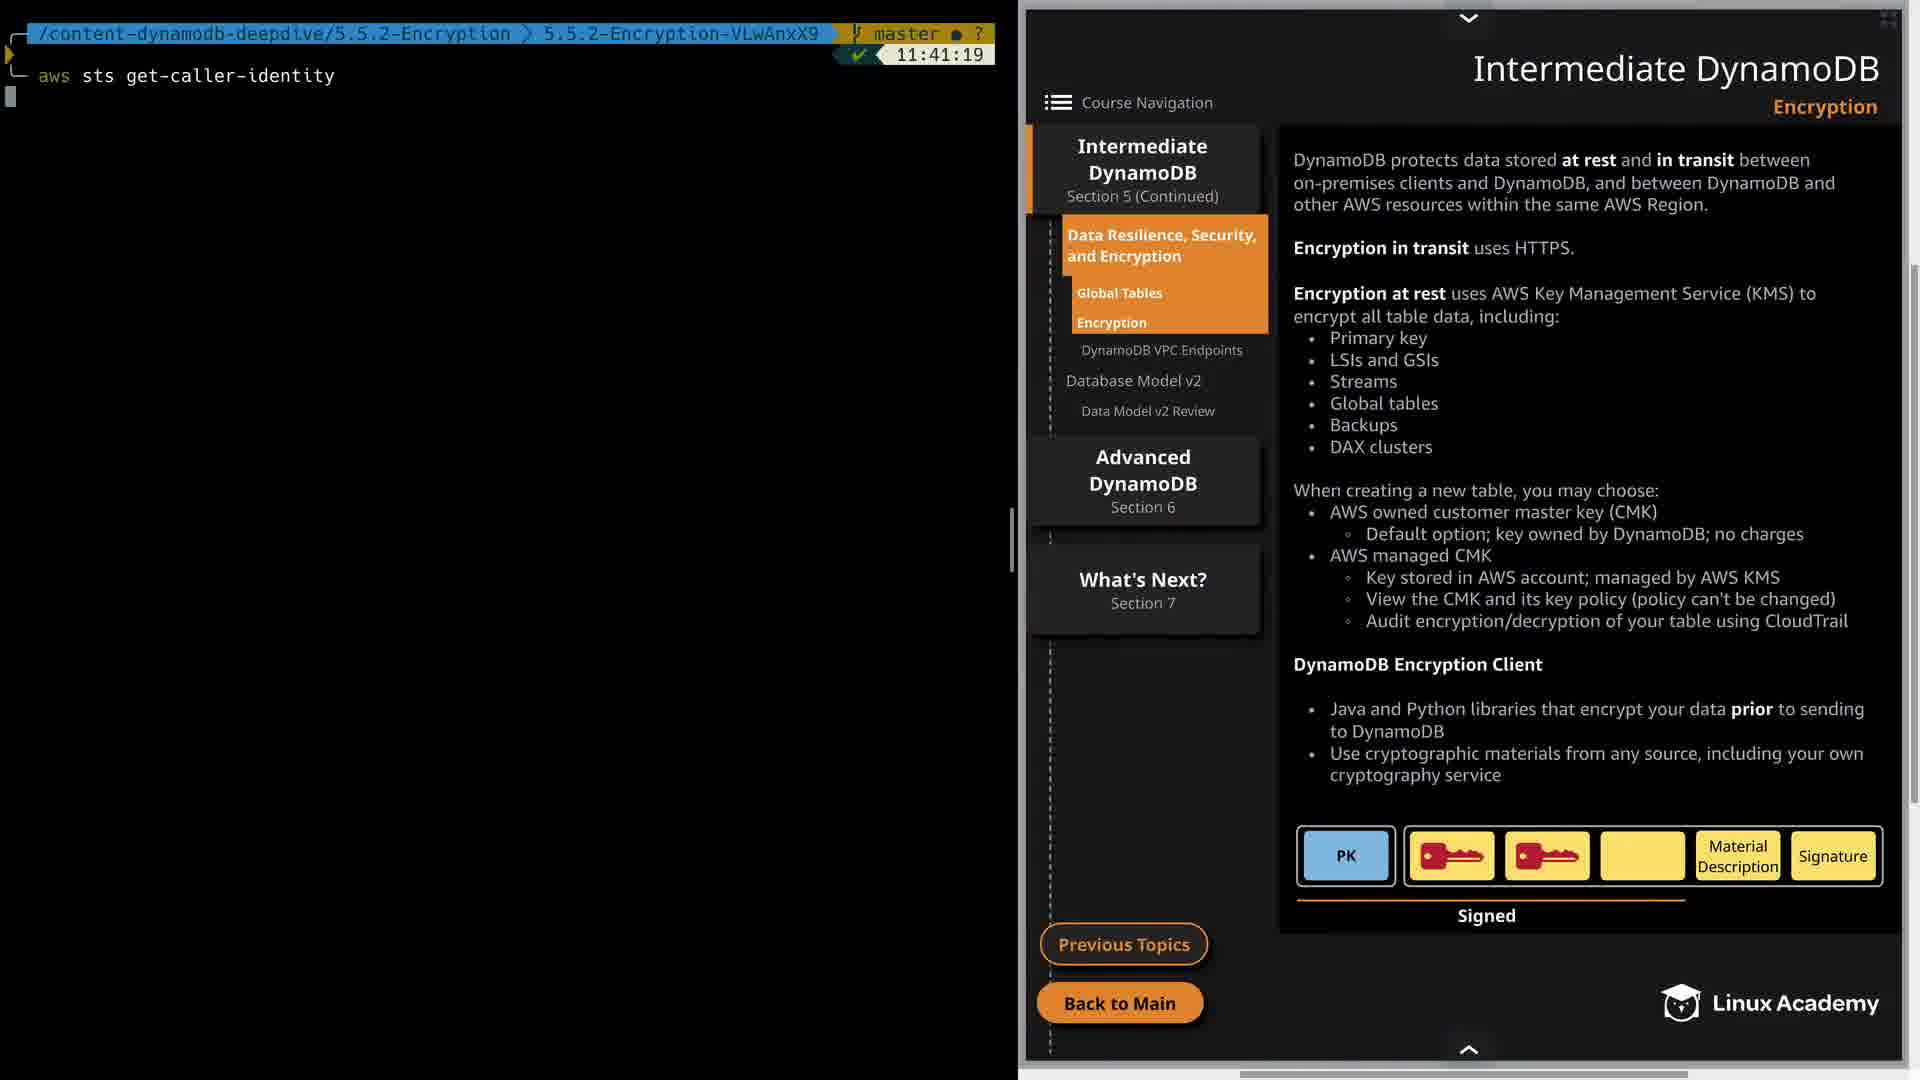 /content-dynamodb-deepdive/5.5.2-Encryption 5.5.2-Encryption-VLwAnxX9 master ● ?
✔ 11:41:19
aws sts get-caller-identity
Intermediate DynamoDB
Encryption
Course Navigation
Intermediate
DynamoDB
Section 5 (Continued)
Data Resilience, Security,
and Encryption
Global Tables
Encryption
DynamoDB VPC Endpoints
Database Model v2
Data Model v2 Review
Advanced
DynamoDB
Section 6
What's Next?
Section 7
Previous Topics
Back to Main
DynamoDB protects data stored at rest and in transit between
on-premises clients and DynamoDB, and between DynamoDB and
other AWS resources within the same AWS Region.
Encryption in transit uses HTTPS.
Encryption at rest uses AWS Key Management Service (KMS) to
encrypt all table data, including:
• Primary key
• LSIs and GSIs
• Streams
• Global tables
• Backups
• DAX clusters
When creating a new table, you may choose:
• AWS owned customer master key (CMK)
◦ Default option; key owned by DynamoDB; no charges
• AWS managed CMK
◦ Key stored in AWS account; managed by AWS KMS
◦ View the CMK and its key policy (policy can't be changed)
◦ Audit encryption/decryption of your table using CloudTrail
DynamoDB Encryption Client
• Java and Python libraries that encrypt your data prior to sending
to DynamoDB
• Use cryptographic materials from any source, including your own
cryptography service
PK
Material
Description
Signature
Signed
Linux Academy